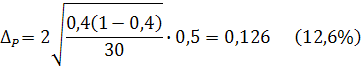 Δ_P = 2√(0,4(1 − 0,4)/30) · 0,5 = 0,126 (12,6%)